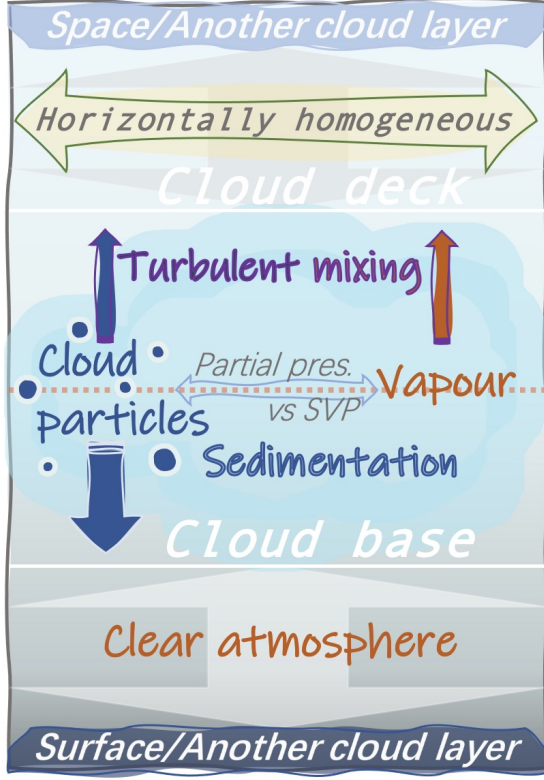 Space/Another cloud layer
Horizontally homogeneous
Cloud deck
Turbulent mixing
Cloud
particles
Partial pres.
vs SVP
Vapour
Sedimentation
Cloud base
Clear atmosphere
Surface/Another cloud layer